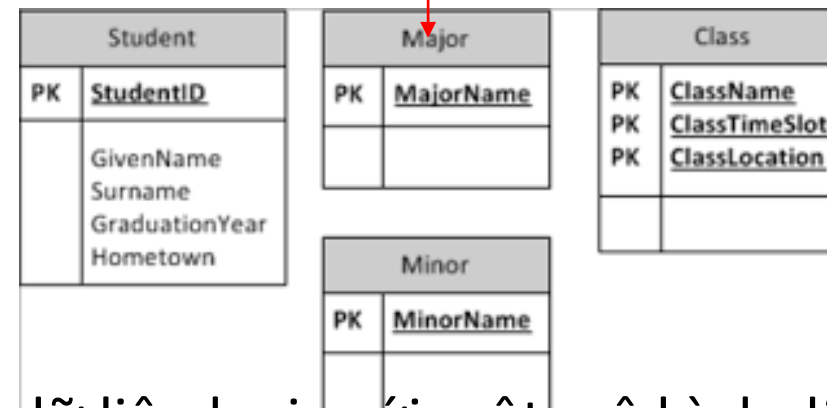 Student
PK StudentID
GivenName
Surname
GraduationYear
Hometown
Major
PK MajorName
Minor
PK MinorName
Class
PK ClassName
PK ClassTimeSlot
PK ClassLocation